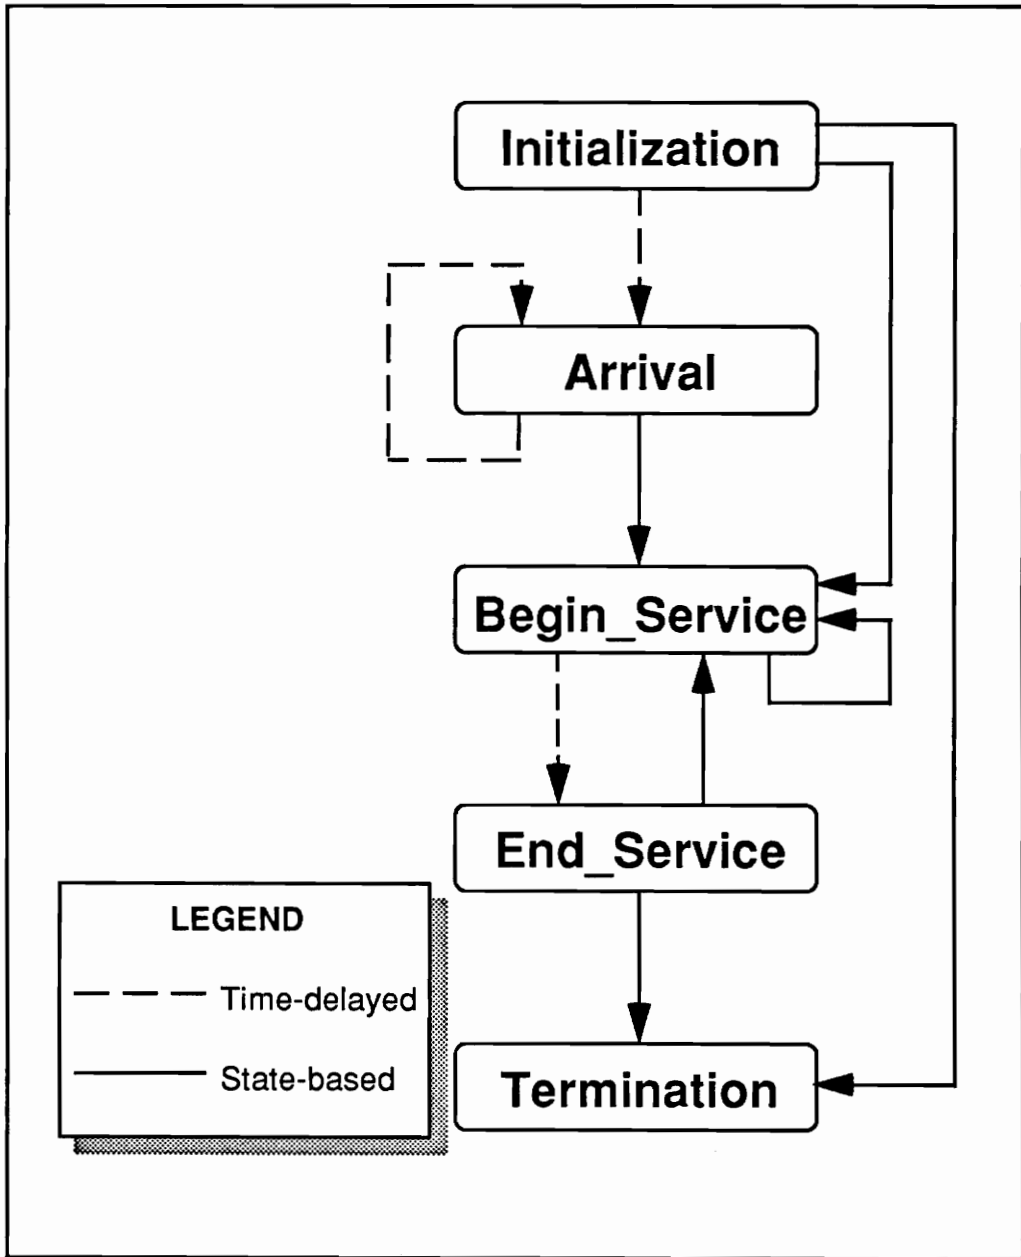 Initialization
Arrival
Begin_Service
End_Service
LEGEND
Time-delayed
State-based
Termination